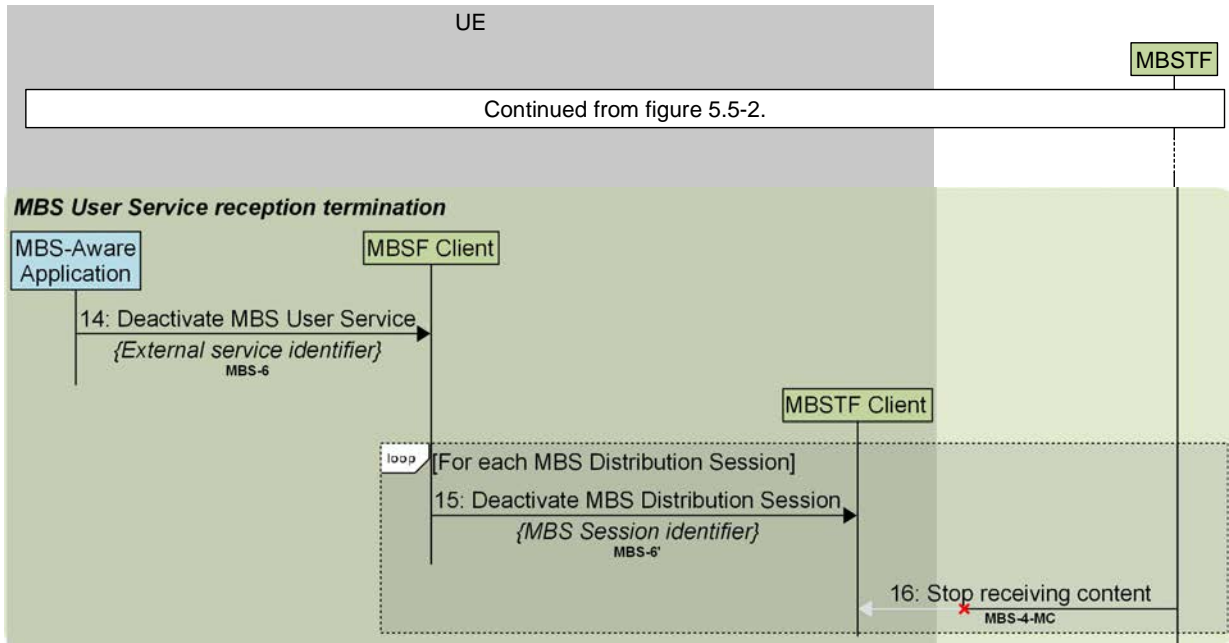 UE
MBSTF
Continued from figure 5.5-2.
MBS User Service reception termination
MBS-Aware
Application
MBSF Client
14: Deactivate MBS User Service
{External service identifier}
MBS-6
MBSTF Client
loop
[For each MBS Distribution Session]
15: Deactivate MBS Distribution Session
{MBS Session identifier}
MBS-6'
16: Stop receiving content
MBS-4-MC